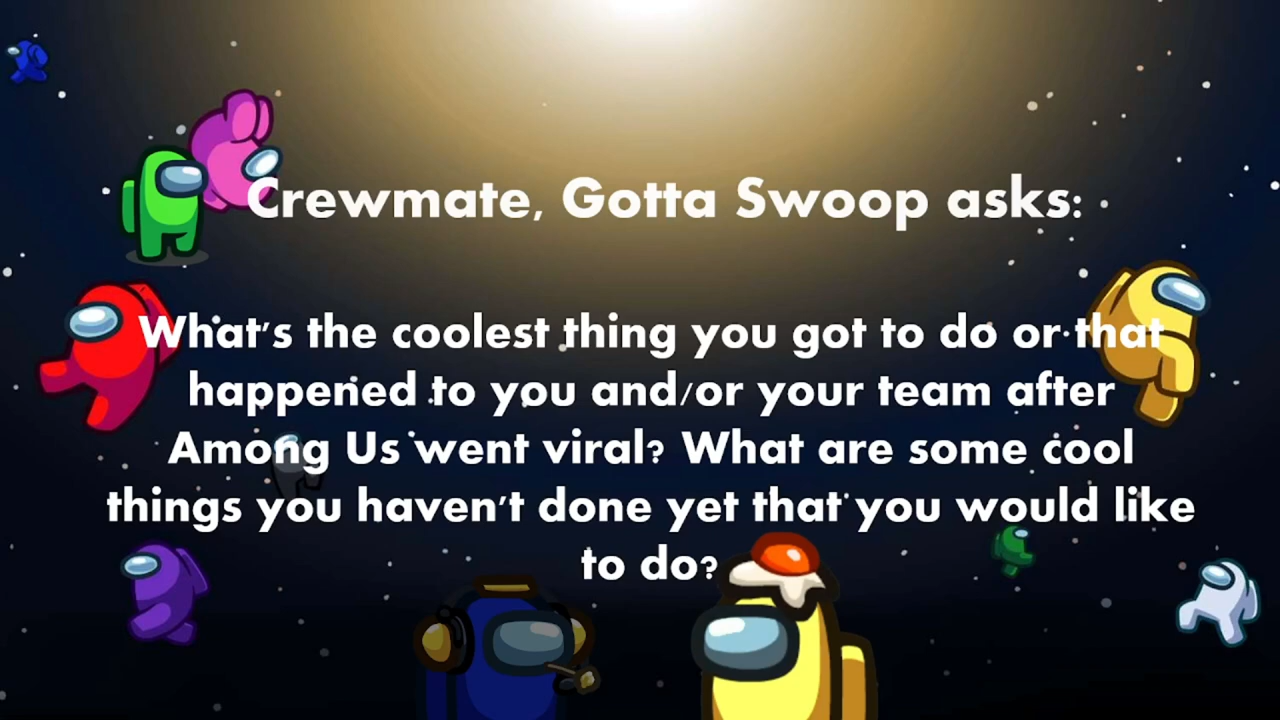 Crewmate, Gotta Swoop asks:
What's the coolest thing you got to do or that
happened to you and/or your team after
Among Us went viral? What are some cool
things you haven't done yet that you would like
to do?